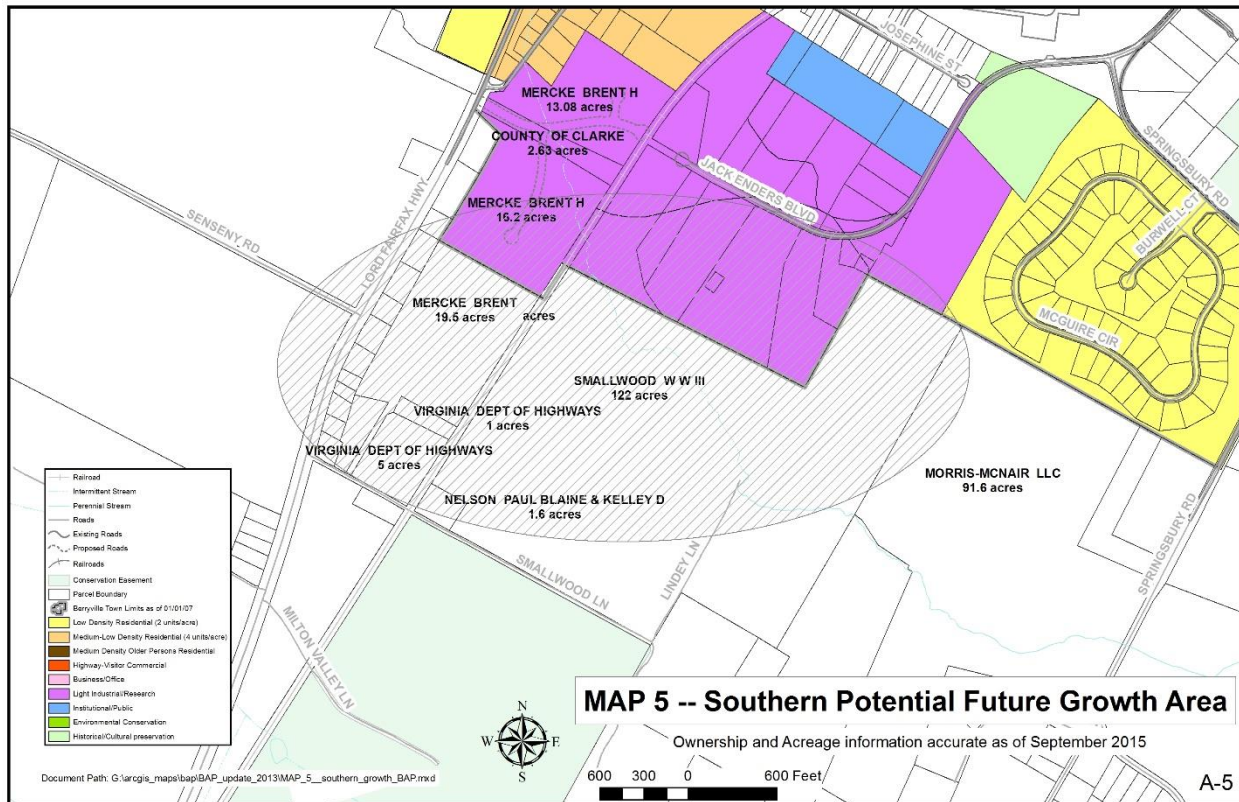 JOSEPHINE ST
MERCKE BRENT H
13.08 acres
COUNTY OF CLARKE
2.63 acres
SPRINGSBURY RD
JACK ENDERS BLVD
BURWELL CT
MERCKE BRENT H
16.2 acres
SENSENY RD
LORD FAIRFAX HWY
MERCKE BRENT acres
19.5 acres
MCGUIRE CIR
SMALLWOOD W W III
122 acres
VIRGINIA DEPT OF HIGHWAYS
1 acres
VIRGINIA DEPT OF HIGHWAYS
5 acres
MORRIS-MCNAIR LLC
91.6 acres
NELSON PAUL BLAINE & KELLEY D
1.6 acres
SPRINGSBURY RD
SMALLWOOD LN
LINDEY LN
MILTON VALLEY LN
Railroad
Intermittent Stream
Perennial Stream
Roads
Existing Roads
Proposed Roads
Railroads
Conservation Easement
Parcel Boundary
Berryville Town Limits as of 01/01/07
Low Density Residential (2 units/acre)
Medium-Low Density Residential (4 units/acre)
Medium Density Older Persons Residential
Highway-Visitor Commercial
Business/Office
Light Industrial/Research
Institutional/Public
Environmental Conservation
Historical/Cultural preservation
MAP 5 -- Southern Potential Future Growth Area
Ownership and Acreage information accurate as of September 2015
N
W E
S
600 300 0 600 Feet
Document Path: G:\arcgis_maps\bap\BAP_update_2013\MAP_5__southern_growth_BAP.mxd
A-5